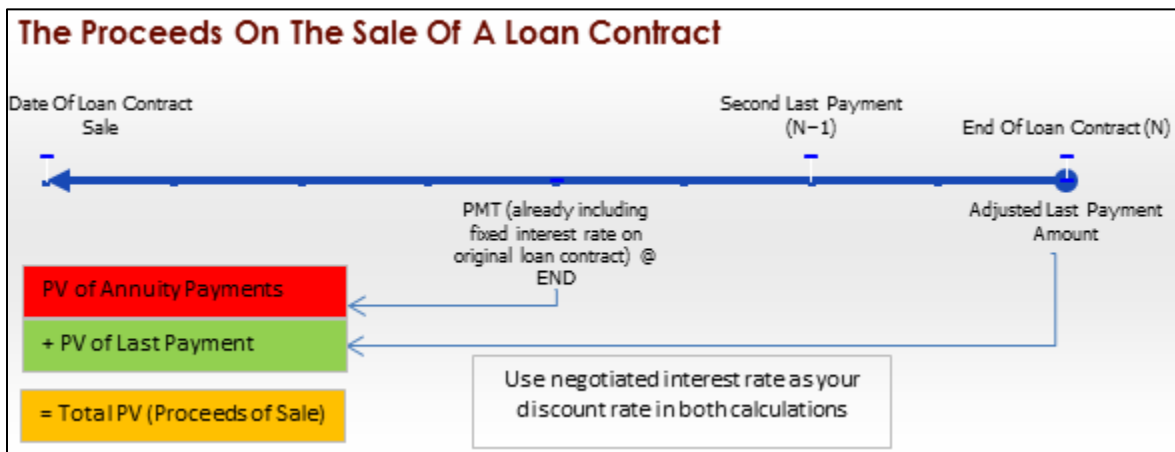 The Proceeds On The Sale Of A Loan Contract
Date Of Loan Contract
Sale
Second Last Payment
(N−1)
End Of Loan Contract (N)
PMT (already including
fixed interest rate on
original loan contract) @
END
Adjusted Last Payment
Amount
PV of Annuity Payments
+ PV of Last Payment
= Total PV (Proceeds of Sale)
Use negotiated interest rate as your
discount rate in both calculations